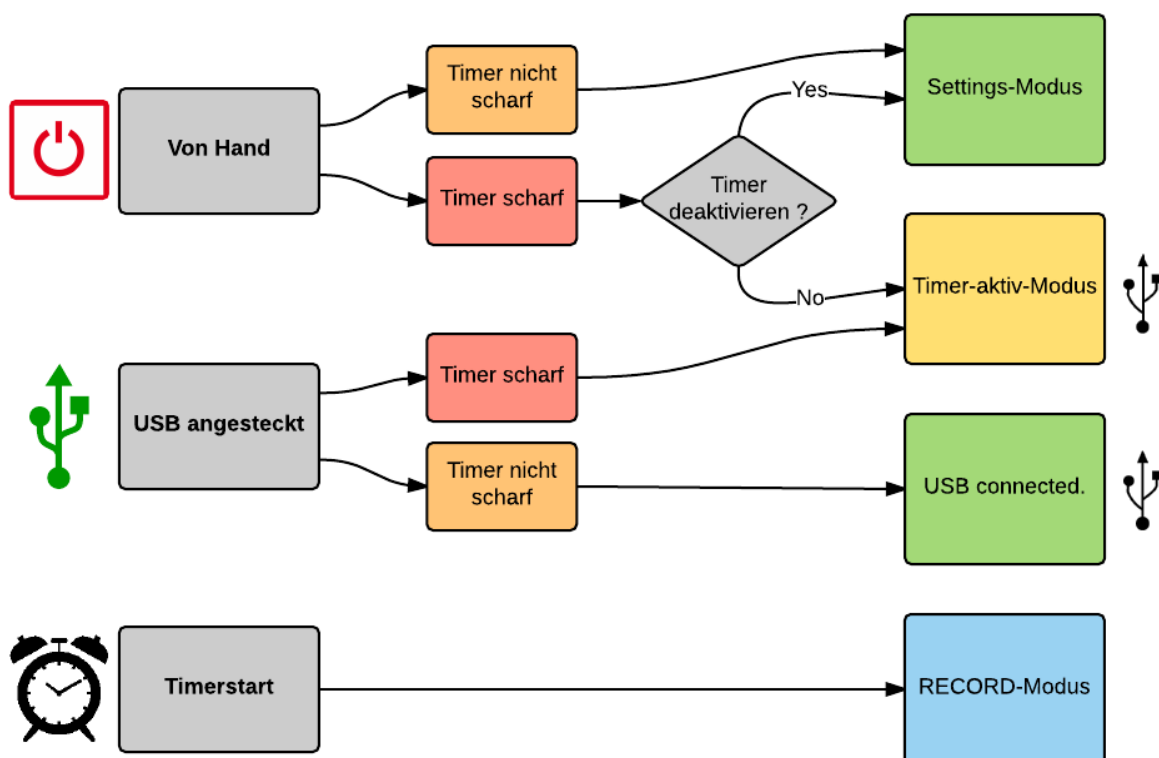 Timer nicht
scharf
Settings-Modus
Yes
Von Hand
Timer scharf
Timer
deaktivieren ?
No
Timer-aktiv-Modus
Timer scharf
USB angesteckt
Timer nicht
scharf
USB connected.
Timerstart
RECORD-Modus